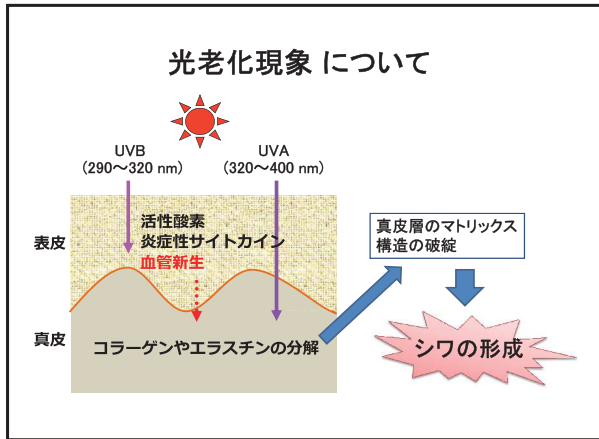 光老化現象 について
UVB
（290～320 nm）
UVA
（320～400 nm）
表皮
活性酸素
炎症性サイトカイン
血管新生
真皮
コラーゲンやエラスチンの分解
真皮層のマトリックス
構造の破綻
シワの形成